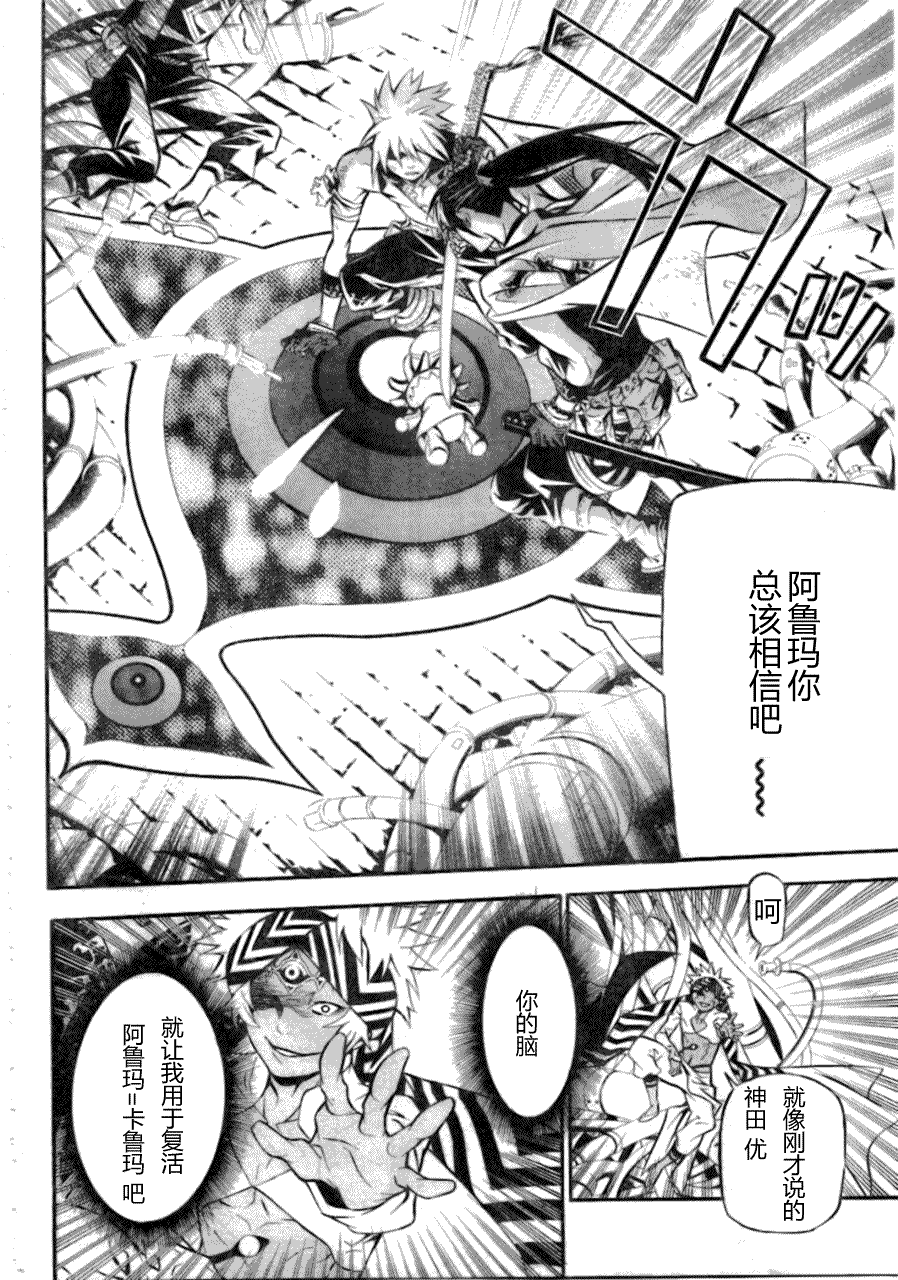 阿鲁玛你
总该相信吧~~~
呵
就像刚才说的
神田 优
你的脑
就让我用于复活
阿鲁玛=卡鲁玛 吧